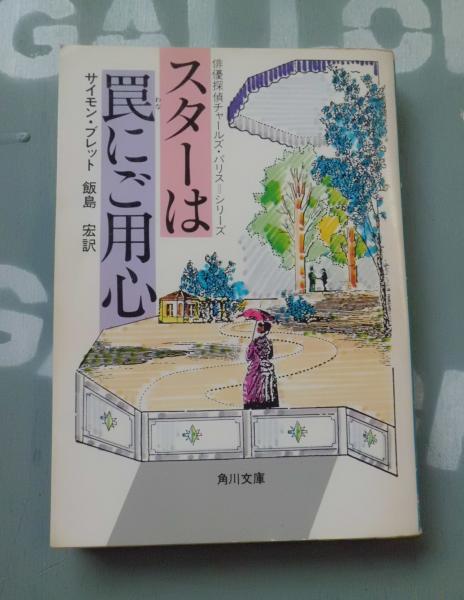 俳優探偵チャールズ・パリス=シリーズ
スターは
罠にご用心
わな
サイモン・ブレット 飯島 宏訳
角川文庫